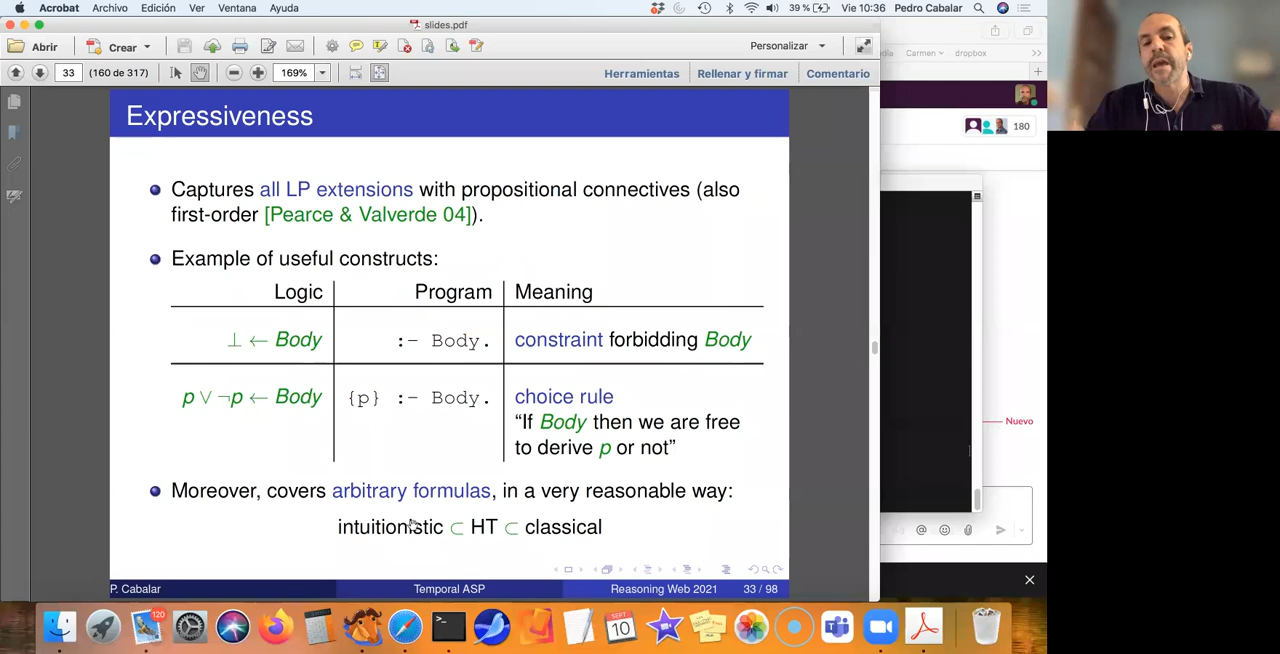 Acrobat Archivo Edición Ver Ventana Ayuda 39 % Vie 10:36 Pedro Cabalar
slides.pdf
Abrir Crear Personalizar
33 (160 de 317) 169% Herramientas Rellenar y firmar Comentario
Carmen dropbox
180
Expressiveness
Captures all LP extensions with propositional connectives (also
first-order [Pearce & Valverde 04]).
Example of useful constructs:
Logic Program Meaning
⊥ ← Body :- Body. constraint forbidding Body
p ∨ ¬p ← Body {p} :- Body. choice rule
“If Body then we are free
to derive p or not”
Nuevo
Moreover, covers arbitrary formulas, in a very reasonable way:
intuitionistic ⊂ HT ⊂ classical
P. Cabalar Temporal ASP Reasoning Web 2021 33 / 98
120
SEPT
10